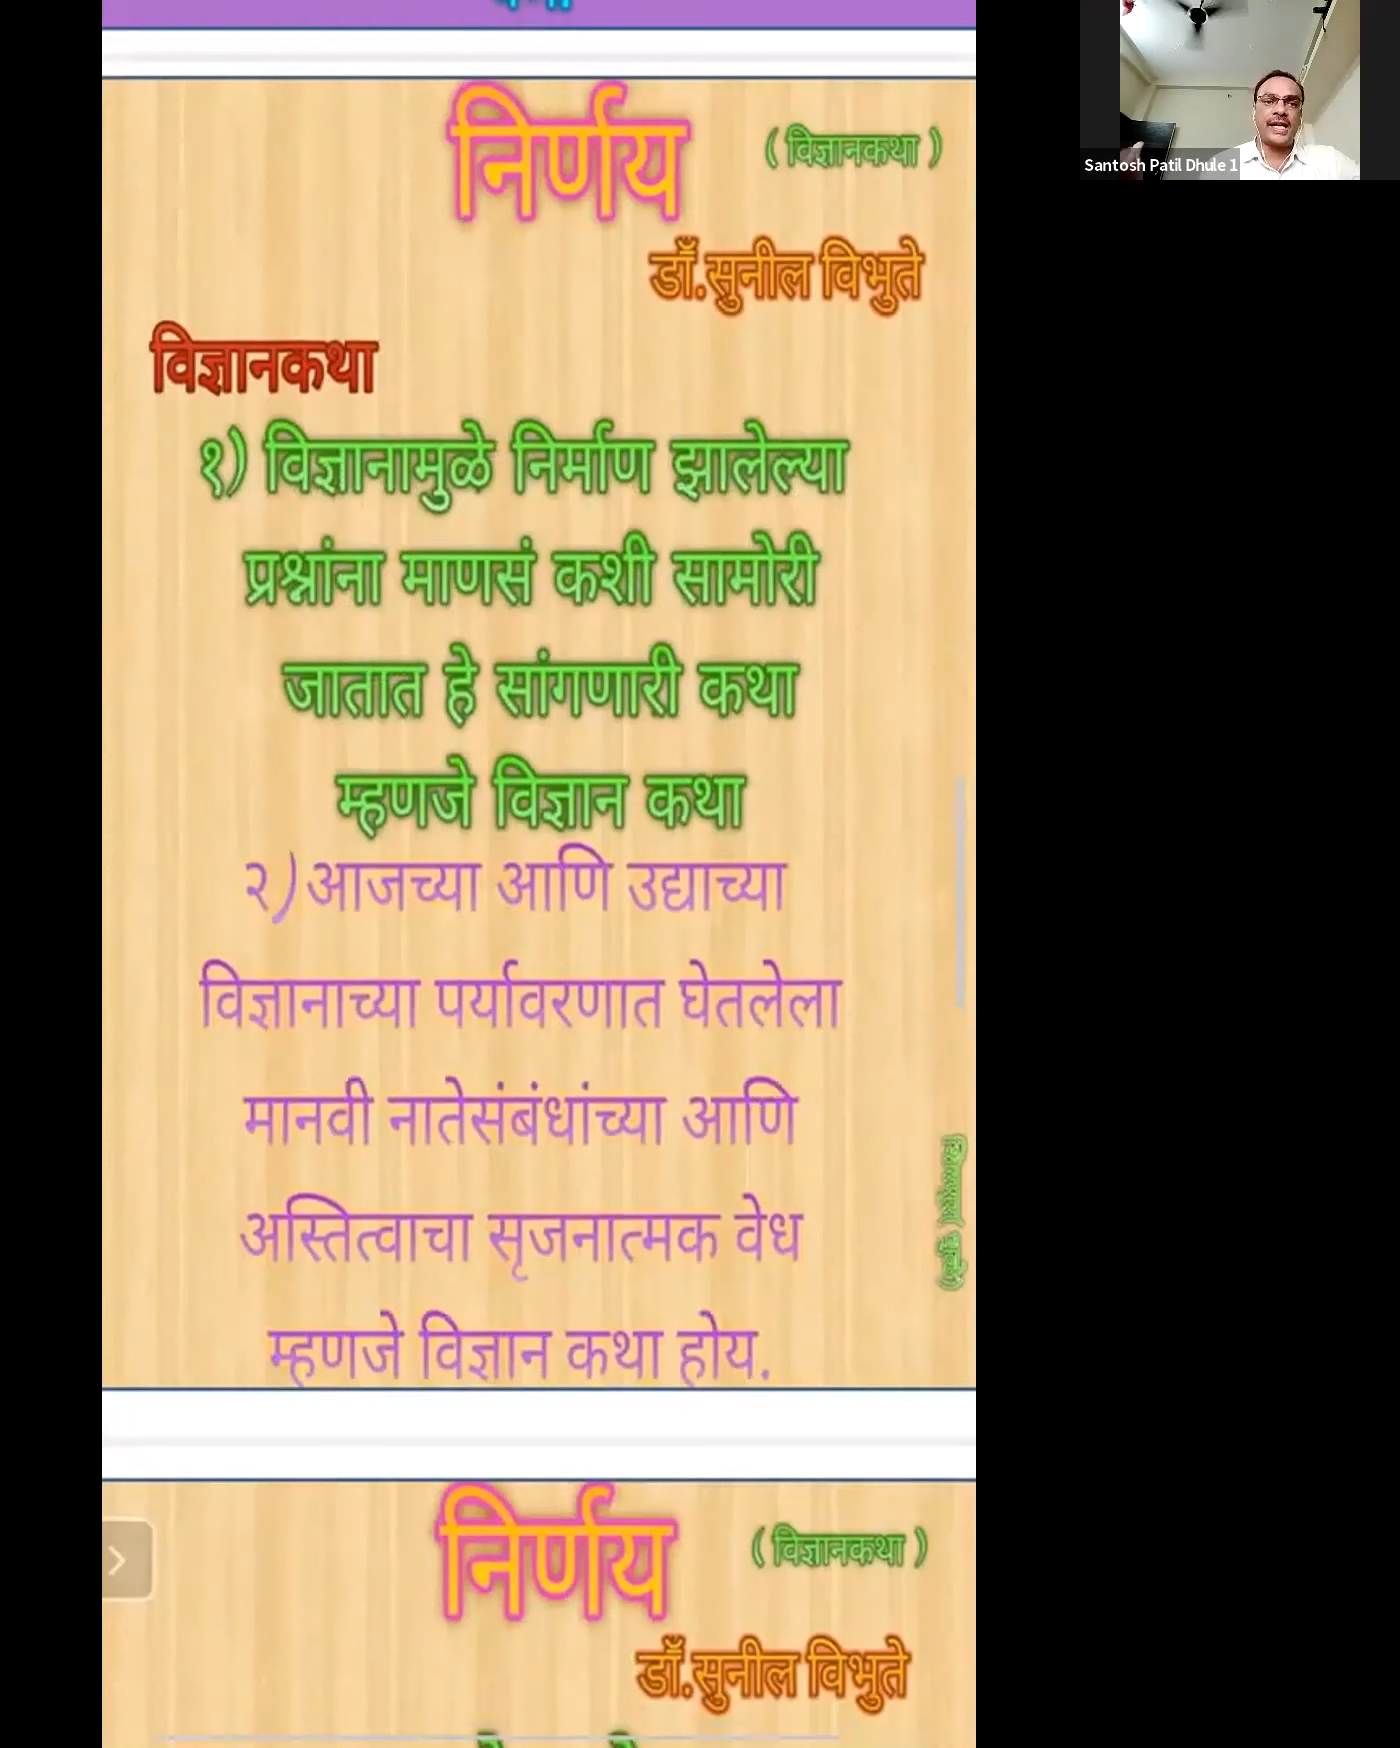 निर्णय
( विज्ञानकथा )
Santosh Patil Dhule 1
डॉ.सुनील विभुते
विज्ञानकथा
१) विज्ञानामुळे निर्माण झालेल्या
प्रश्नांना माणसं कशी सामोरी
जातात हे सांगणारी कथा
म्हणजे विज्ञान कथा
२)आजच्या आणि उद्याच्या
विज्ञानाच्या पर्यावरणात घेतलेला
मानवी नातेसंबंधांच्या आणि
अस्तित्वाचा सृजनात्मक वेध
म्हणजे विज्ञान कथा होय.
निर्णय
( विज्ञानकथा )
डॉ.सुनील विभुते